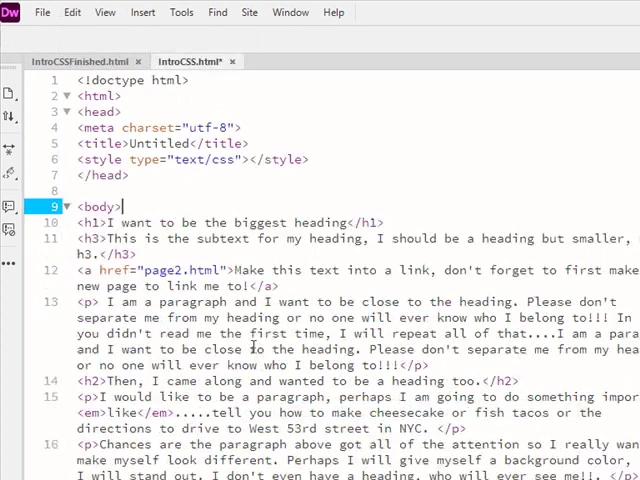 Dw File Edit View Insert Tools Find Site Window Help
IntroCSSFinished.html × IntroCSS.html* ×
1 <!doctype html>
2 <html>
3 <head>
4 <meta charset="utf-8">
5 <title>Untitled</title>
6 <style type="text/css"></style>
7 </head>
8
9 <body>
10 <h1>I want to be the biggest heading</h1>
11 <h3>This is the subtext for my heading, I should be a heading but smaller,
h3.</h3>
12 <a href="page2.html">Make this text into a link, don't forget to first make
new page to link me to!</a>
13 <p> I am a paragraph and I want to be close to the heading. Please don't
separate me from my heading or no one will ever know who I belong to!!! In
you didn't read me the first time, I will repeat all of that....I am a para
and I want to be close to the heading. Please don't separate me from my hea
or no one will ever know who I belong to!!!</p>
14 <h2>Then, I came along and wanted to be a heading too.</h2>
15 <p>I would like to be a paragraph, perhaps I am going to do something impor
<em>like</em>.....tell you how to make cheesecake or fish tacos or the
directions to drive to West 53rd street in NYC. </p>
16 <p>Chances are the paragraph above got all of the attention so I really wan
make myself look different. Perhaps I will give myself a background color,
I will stand out. I don't even have a heading, who will ever see me!!. </p>